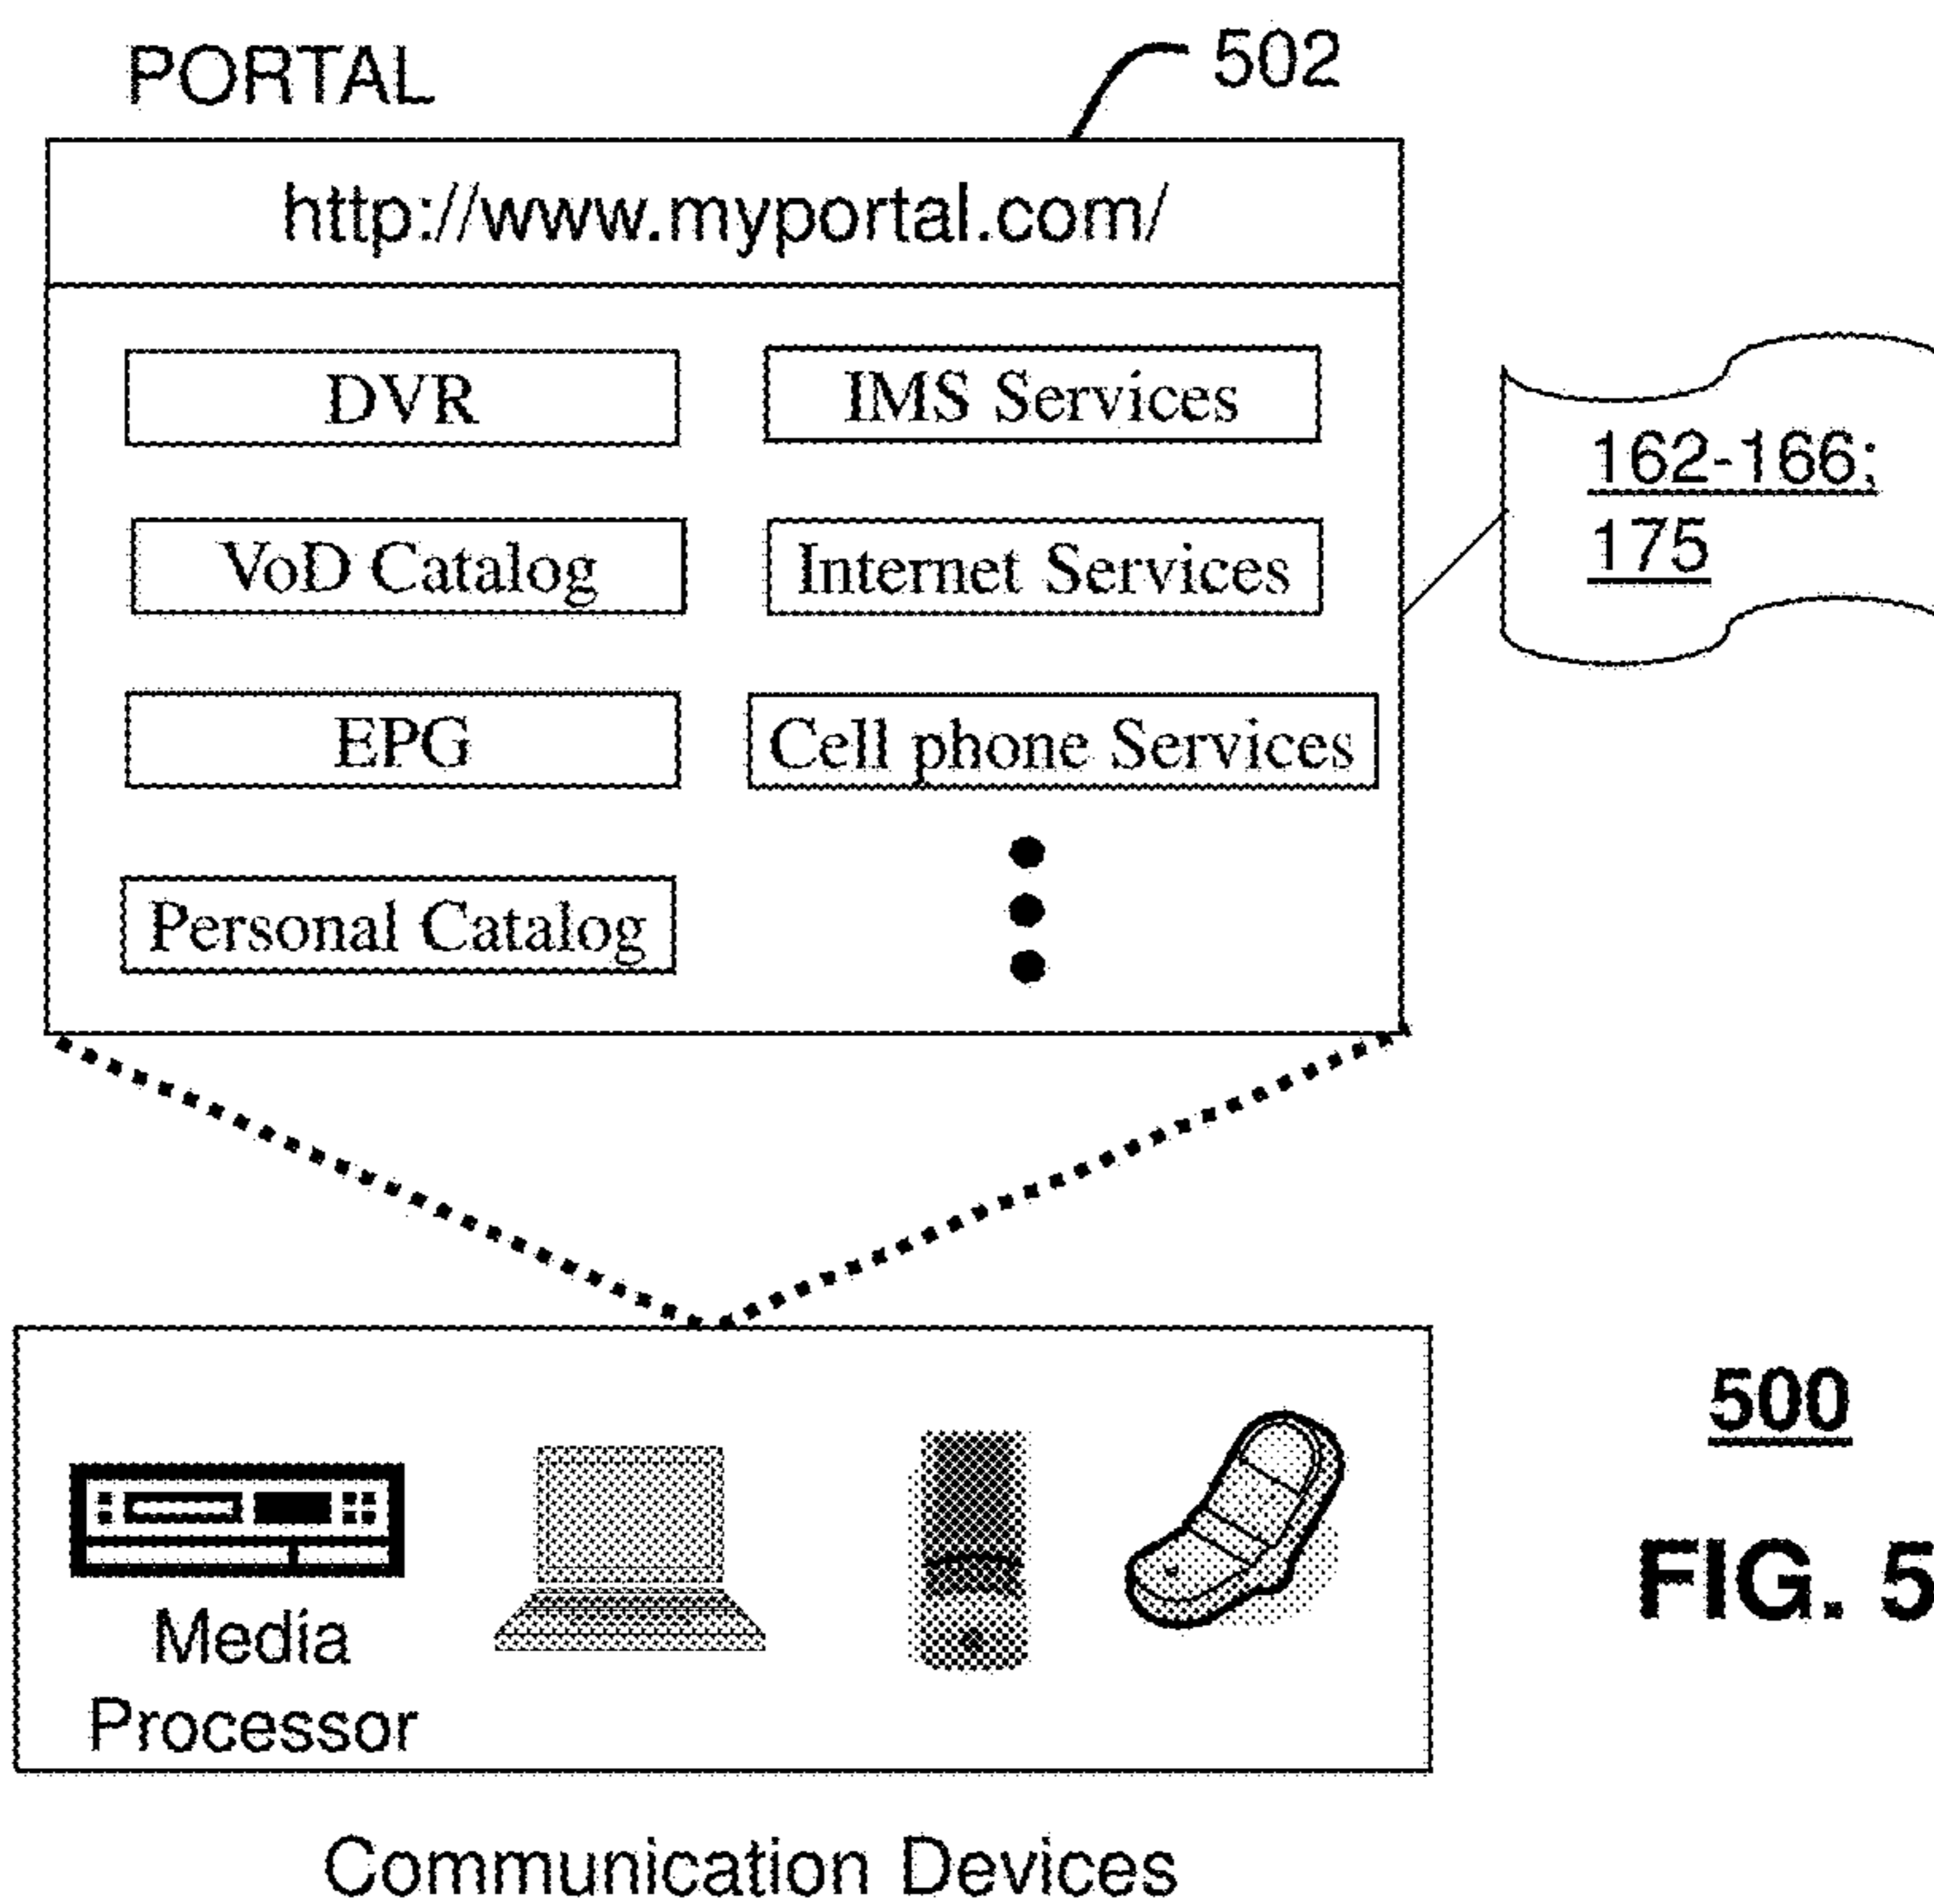 PORTAL
502
http://www.myportal.com/
DVR
IMS Services
VoD Catalog
Internet Services
EPG
Cell phone Services
Personal Catalog
162-166;
175
Media
Processor
Communication Devices
500
FIG. 5